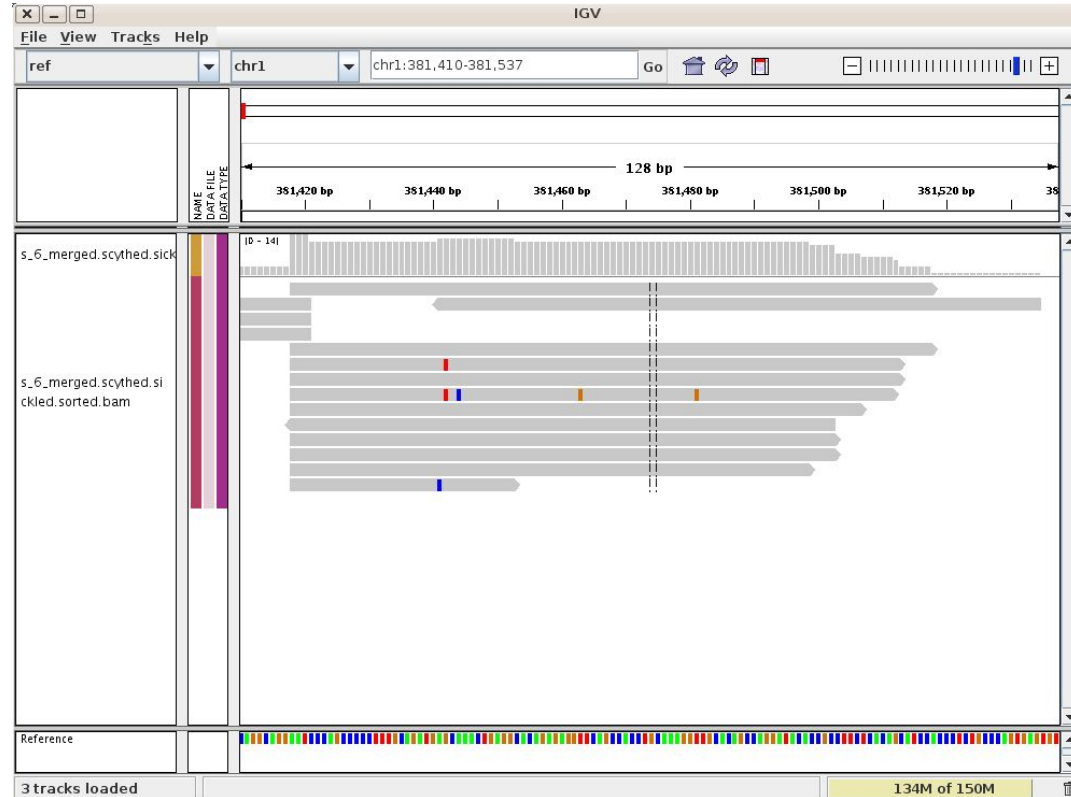 IGV
File View Tracks Help
ref chr1 chr1:381,410-381,537 Go
NAME
DATA FILE
DATA TYPE
128 bp
381,420 bp 381,440 bp 381,460 bp 381,480 bp 381,500 bp 381,520 bp 38
s_6_merged.scythed.sick
[0 - 14]
s_6_merged.scythed.si
ckled.sorted.bam
Reference
3 tracks loaded 134M of 150M